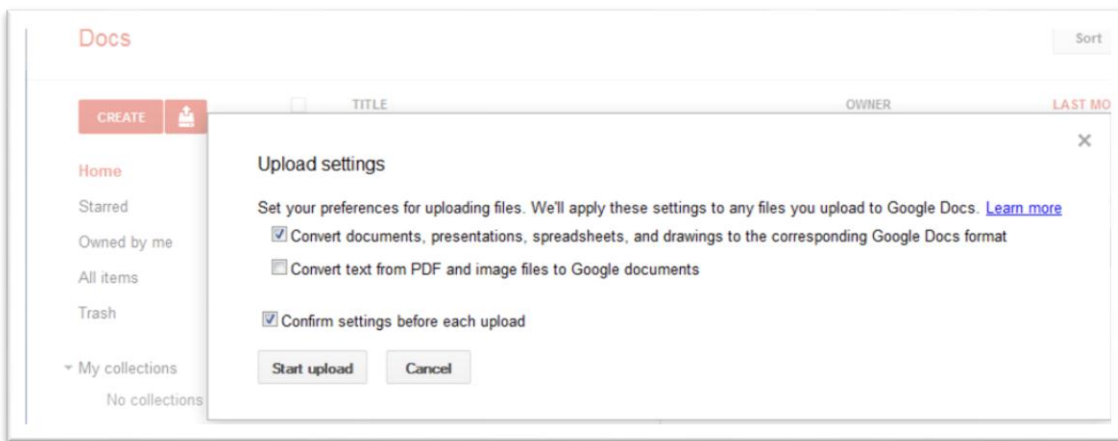 Docs
Sort
CREATE
TITLE
OWNER
LAST MO
Home
Starred
Owned by me
All items
Trash
My collections
No collections
Upload settings
Set your preferences for uploading files. We'll apply these settings to any files you upload to Google Docs. Learn more
Convert documents, presentations, spreadsheets, and drawings to the corresponding Google Docs format
Convert text from PDF and image files to Google documents
Confirm settings before each upload
Start upload
Cancel